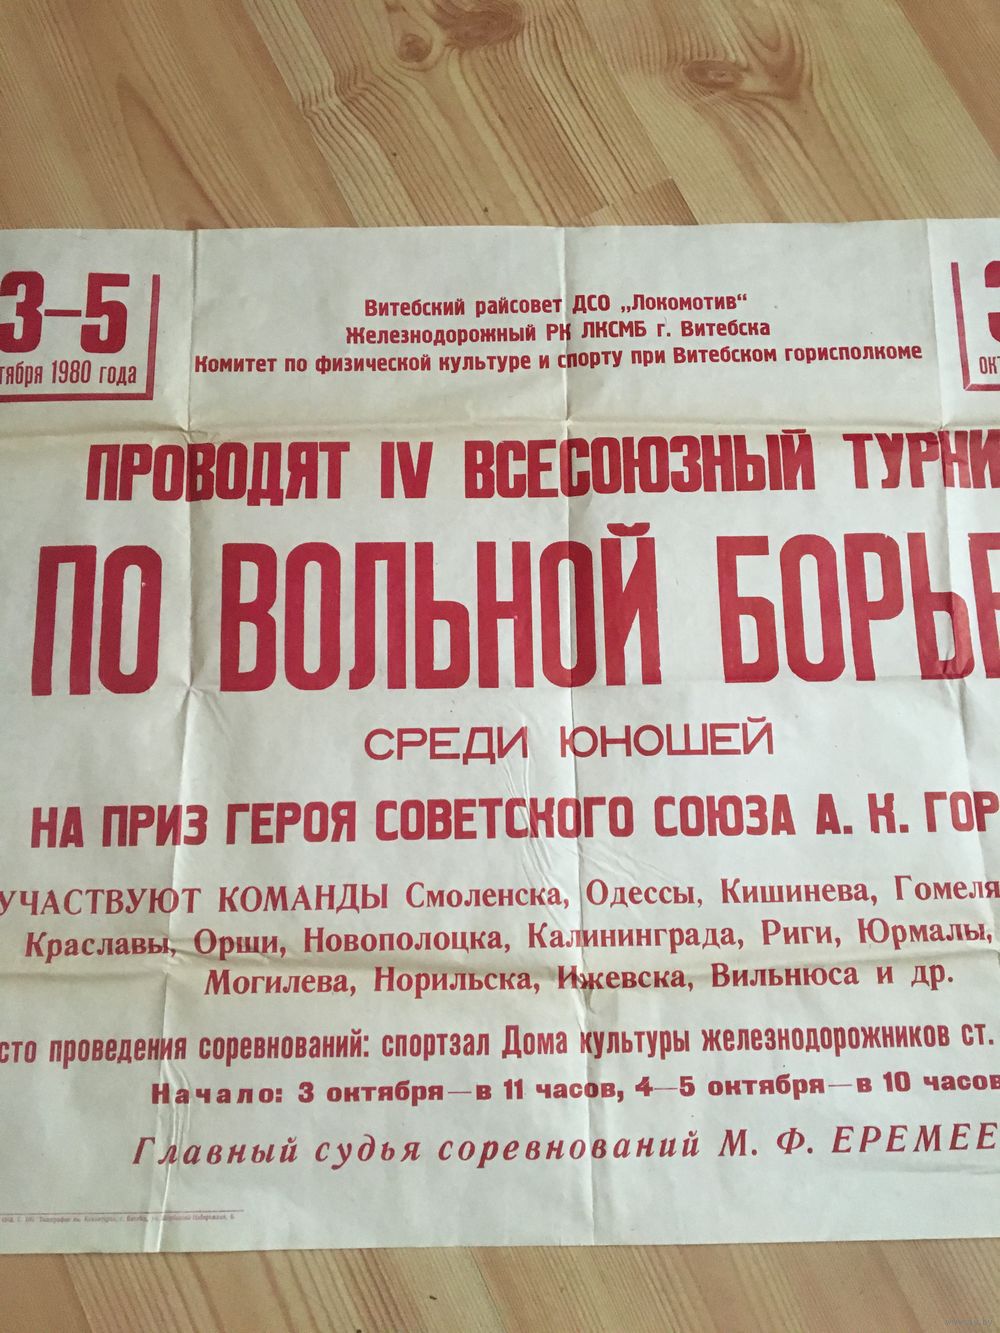 3–5
тября 1980 года
Витебский райсовет ДСО „Локомотив“
Железнодорожный РК ЛКСМБ г. Витебска
Комитет по физической культуре и спорту при Витебском горисполкоме
3
ок
ПРОВОДЯТ IV ВСЕСОЮЗНЫЙ ТУРНИ
ПО ВОЛЬНОЙ БОРЬ
СРЕДИ ЮНОШЕЙ
НА ПРИЗ ГЕРОЯ СОВЕТСКОГО СОЮЗА А. К. ГОР
УЧАСТВУЮТ КОМАНДЫ Смоленска, Одессы, Кишинева, Гомеля
Краславы, Орши, Новополоцка, Калининграда, Риги, Юрмалы,
Могилева, Норильска, Ижевска, Вильнюса и др.
сто проведения соревнований: спортзал Дома культуры железнодорожников ст.
Начало: 3 октября—в 11 часов, 4—5 октября—в 10 часов
Главный судья соревнований М. Ф. ЕРЕМЕЕ